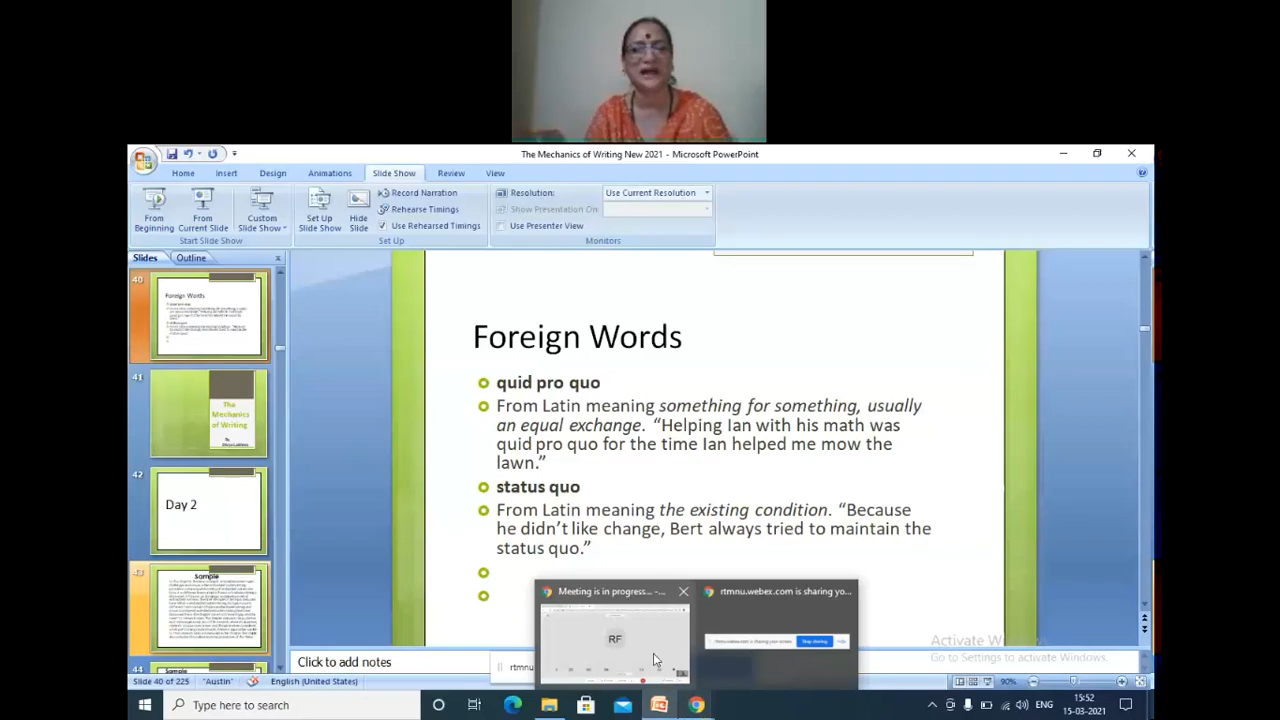 The Mechanics of Writing New 2021 - Microsoft PowerPoint
Home Insert Design Animations Slide Show Review View
From Beginning
From Current Slide
Custom Slide Show
Start Slide Show
Set Up Slide Show
Hide Slide
Record Narration
Rehearse Timings
Use Rehearsed Timings
Set Up
Resolution: Use Current Resolution
Show Presentation On:
Use Presenter View
Monitors
Slides Outline
40
Foreign Words
41
The
Mechanics
of Writing
42
Day 2
43
Sample
Sample
Foreign Words
quid pro quo
From Latin meaning something for something, usually
an equal exchange. “Helping Ian with his math was
quid pro quo for the time Ian helped me mow the
lawn.”
status quo
From Latin meaning the existing condition. “Because
he didn’t like change, Bert always tried to maintain the
status quo.”
Meeting is in progress... -...
rtmnu.webex.com is sharing yo...
RF
Stop sharing
Activate Win
Go to Settings to activate Windows.
Click to add notes
rtmn
Slide 40 of 225 "Austin" English (United States) 90%
Type here to search
ENG
15:52
15-03-2021